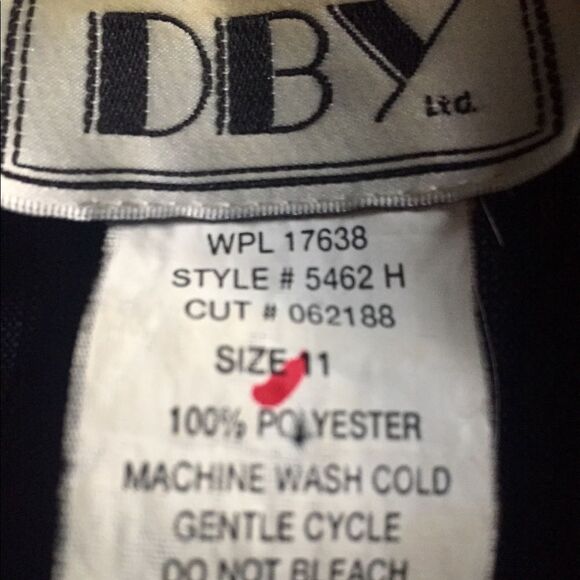 DBY Ltd.
WPL 17638
STYLE # 5462 H
CUT # 062188
SIZE 11
100% POLYESTER
MACHINE WASH COLD
GENTLE CYCLE
DO NOT BLEACH